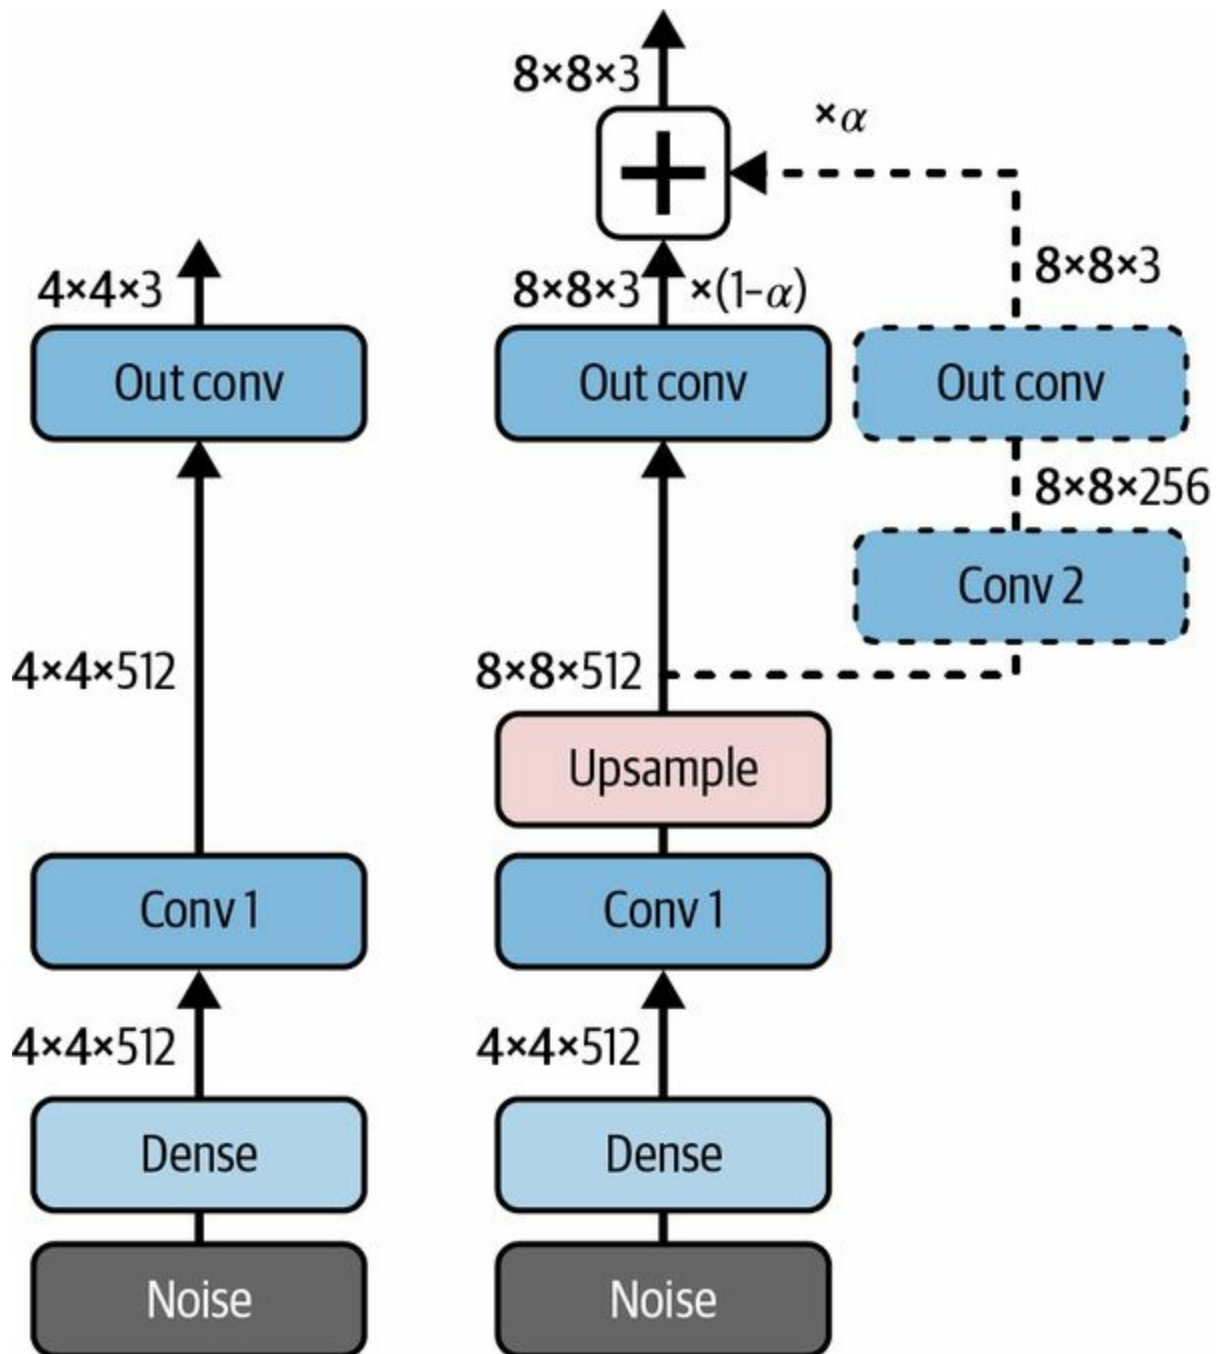 8×8×3
×α
4×4×3
8×8×3
×(1-α)
8×8×3
Out conv
Out conv
Out conv
8×8×256
Conv 2
4×4×512
8×8×512
Upsample
Conv 1
Conv 1
4×4×512
4×4×512
Dense
Dense
Noise
Noise